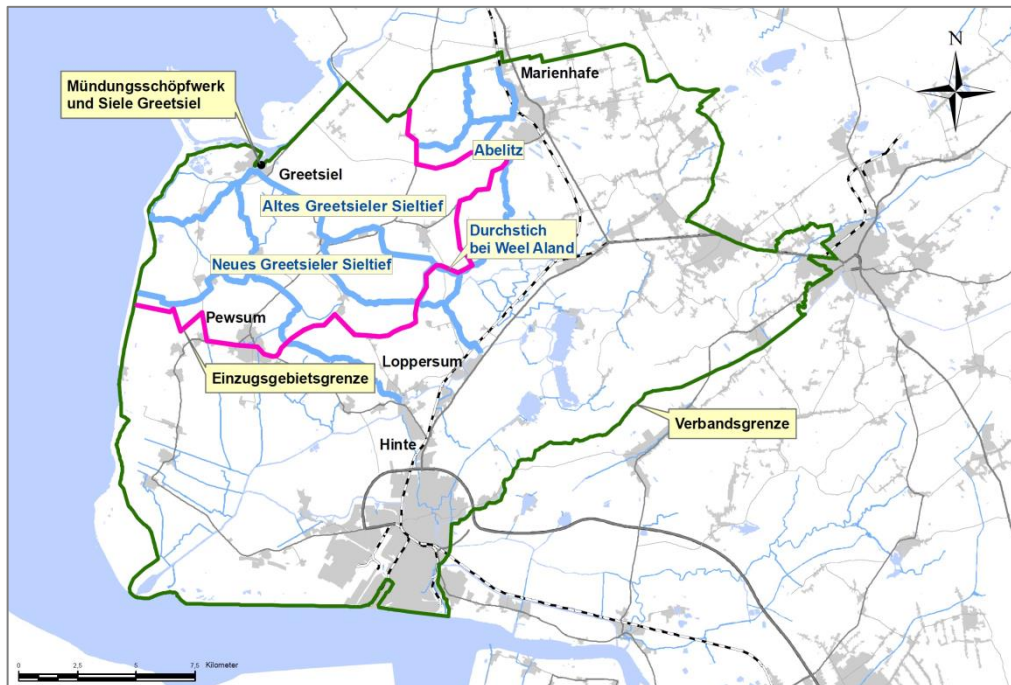 N
Marienhafe
Mündungsschöpfwerk
und Siele Greetsiel
Abelitz
Greetsiel
Altes Greetsieler Sieltief
Durchstich
bei Weel Aland
Neues Greetsieler Sieltief
Pewsum
Loppersum
Einzugsgebietsgrenze
Verbandsgrenze
Hinte
0 2,5 5 7,5 Kilometer